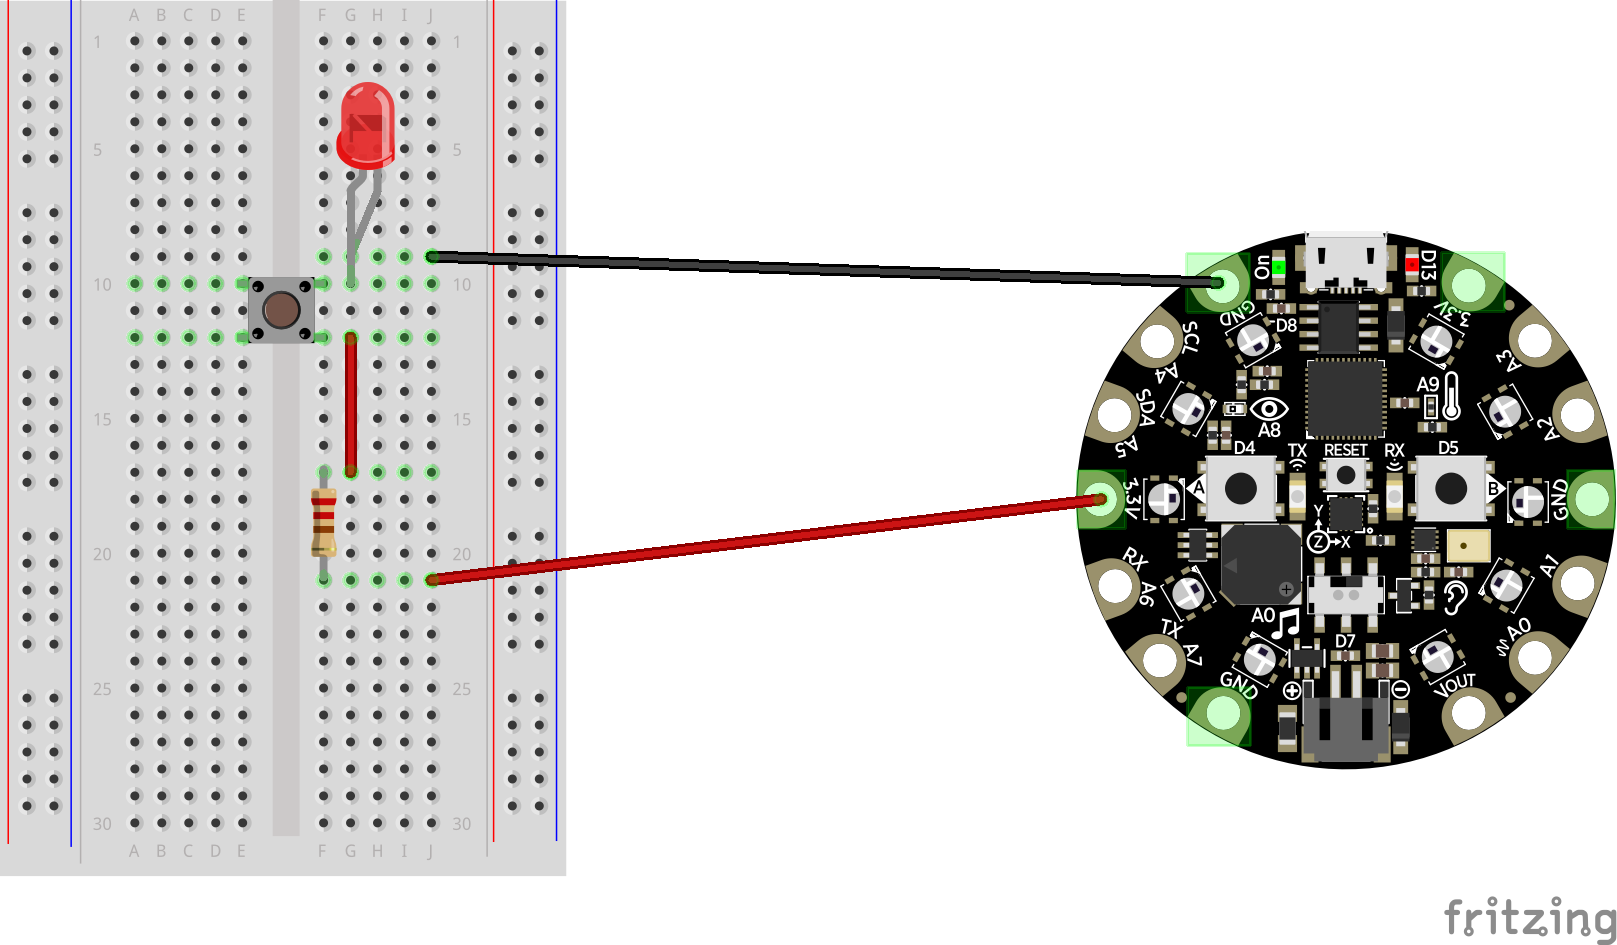 A B C D E F G H I J
1 1
5 5
10 10
15 15
20 20
25 25
30 30
A B C D E F G H I J
On
D13
GND
D8
3.3V
SCL
A4
A3
SDA
A5
A9
A8
A2
D4
TX
RESET
RX
D5
3.3V
A
B
GND
Y
Z
X
RX
A6
A1
TX
A7
A0
D7
A0
GND
+
-
VOUT
fritzing